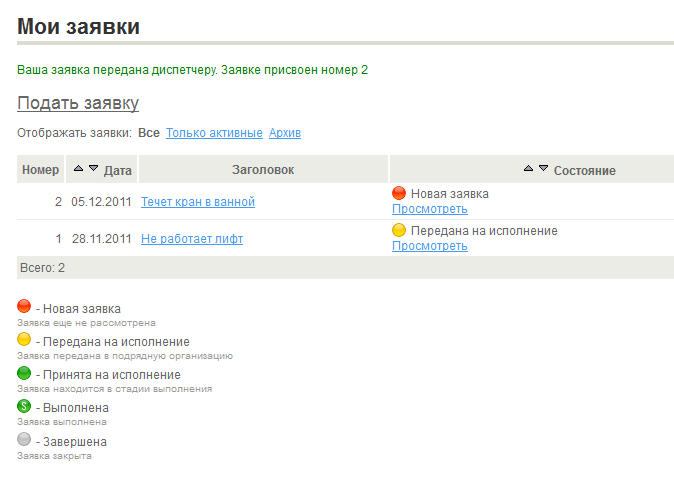 Мои заявки
Ваша заявка передана диспетчеру. Заявке присвоен номер 2
Подать заявку
Отображать заявки: Все Только активные Архив
Номер Дата Заголовок Состояние
2 05.12.2011 Течет кран в ванной Новая заявка
Просмотреть
1 28.11.2011 Не работает лифт Передана на исполнение
Просмотреть
Всего: 2
- Новая заявка
Заявка еще не рассмотрена
- Передана на исполнение
Заявка передана в подрядную организацию
- Принята на исполнение
Заявка находится в стадии выполнения
S - Выполнена
Заявка выполнена
- Завершена
Заявка закрыта